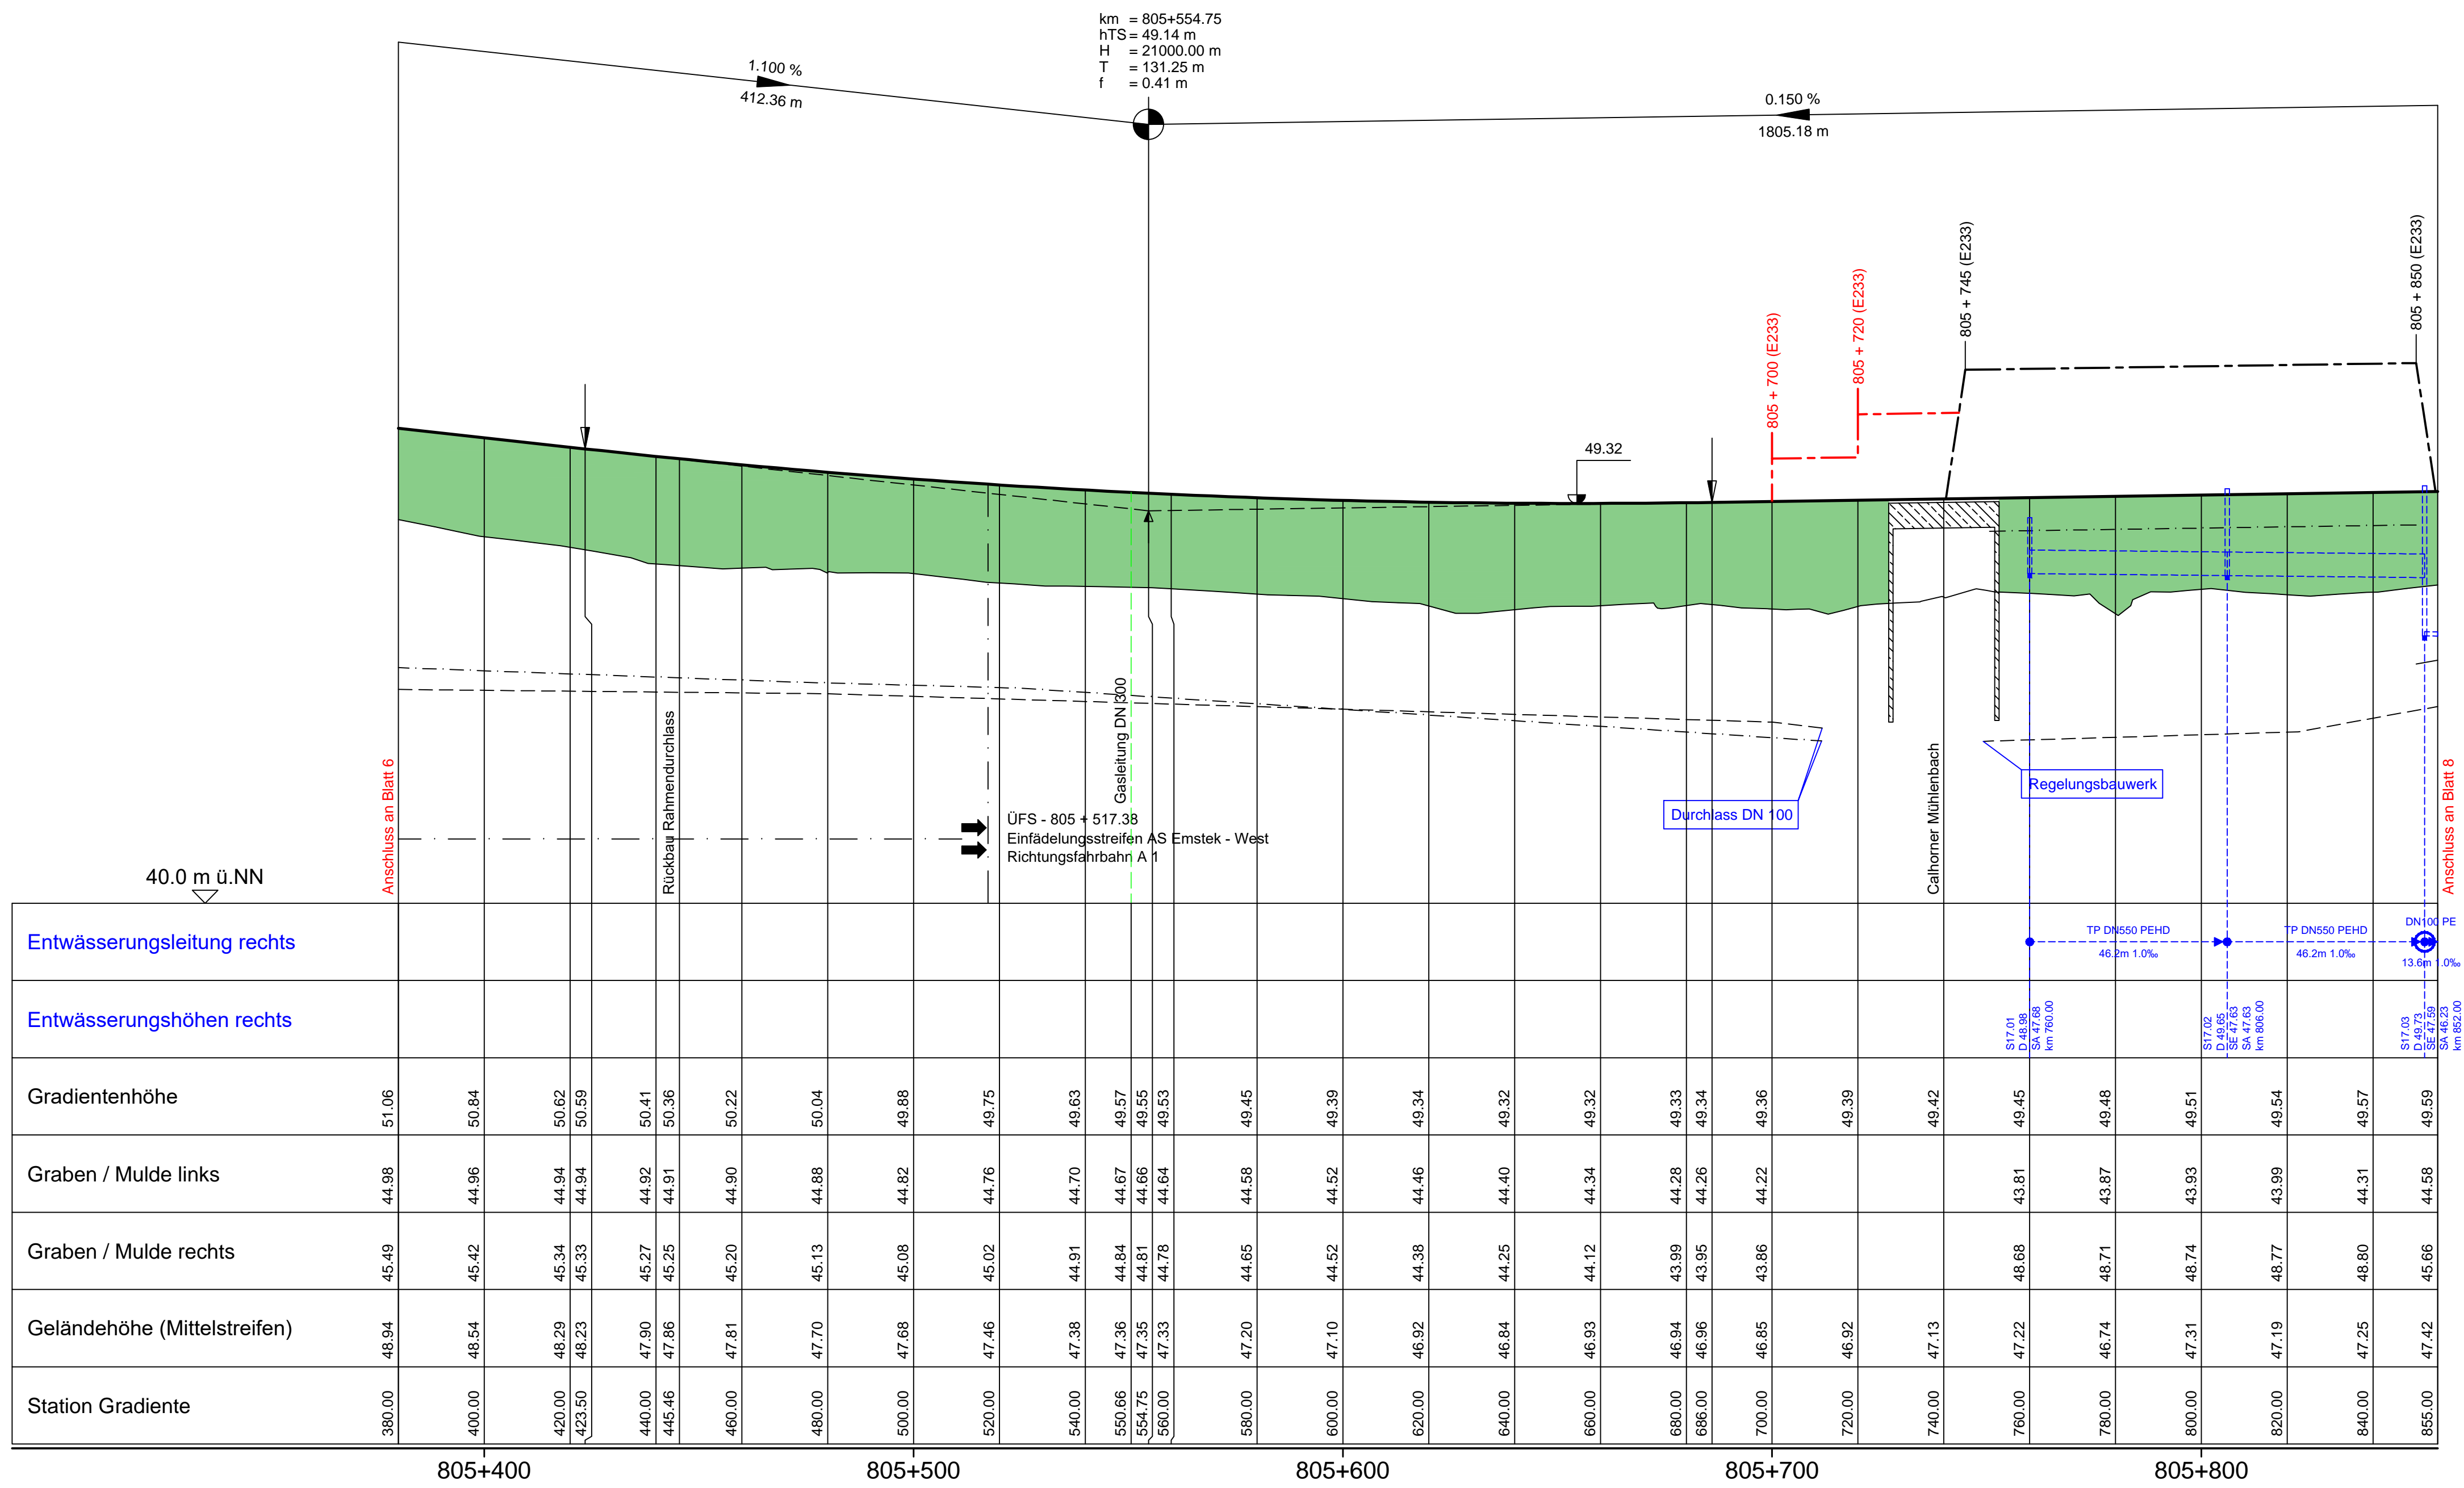 km = 805+554.75
hTS = 49.14 m
H = 21000.00 m
T = 131.25 m
f = 0.41 m
1.100 %
412.36 m
0.150 %
1805.18 m
805 + 700 (E233)
805 + 720 (E233)
805 + 745 (E233)
805 + 850 (E233)
49.32
Anschluss an Blatt 6
Rückbau Rahmendurchlass
Gasleitung DN 300
ÜFS - 805 + 517.38
Einfädelungsstreifen AS Emstek - West
Richtungsfahrbahn A 1
Durchlass DN 100
Calhorner Mühlenbach
Regelungsbauwerk
Anschluss an Blatt 8
40.0 m ü.NN
Entwässerungsleitung rechts
TP DN550 PEHD
46.2m 1.0‰
TP DN550 PEHD
46.2m 1.0‰
DN100 PE
13.6m 1.0‰
Entwässerungshöhen rechts
S17.01
D 48.98
SA 47.68
km 760.00
S17.02
D 49.65
SE 47.63
SA 47.63
km 806.00
S17.03
D 49.73
SE 47.59
SA 46.23
km 852.00
Gradientenhöhe 51.06 50.84 50.62 50.59 50.41 50.36 50.22 50.04 49.88 49.75 49.63 49.57 49.55 49.53 49.45 49.39 49.34 49.32 49.32 49.33 49.34 49.36 49.39 49.42 49.45 49.48 49.51 49.54 49.57 49.59
Graben / Mulde links 44.98 44.96 44.94 44.94 44.92 44.91 44.90 44.88 44.82 44.76 44.70 44.67 44.66 44.64 44.58 44.52 44.46 44.40 44.34 44.28 44.26 44.22 43.81 43.87 43.93 43.99 44.31 44.58
Graben / Mulde rechts 45.49 45.42 45.34 45.33 45.27 45.25 45.20 45.13 45.08 45.02 44.91 44.84 44.81 44.78 44.65 44.52 44.38 44.25 44.12 43.99 43.95 43.86 48.68 48.71 48.74 48.77 48.80 45.66
Geländehöhe (Mittelstreifen) 48.94 48.54 48.29 48.23 47.90 47.86 47.81 47.70 47.68 47.46 47.38 47.36 47.35 47.33 47.20 47.10 46.92 46.84 46.93 46.94 46.96 46.85 46.92 47.13 47.22 46.74 47.31 47.19 47.25 47.42
Station Gradiente 380.00 400.00 420.00 423.50 440.00 445.46 460.00 480.00 500.00 520.00 540.00 550.66 554.75 560.00 580.00 600.00 620.00 640.00 660.00 680.00 686.00 700.00 720.00 740.00 760.00 780.00 800.00 820.00 840.00 855.00
805+400 805+500 805+600 805+700 805+800